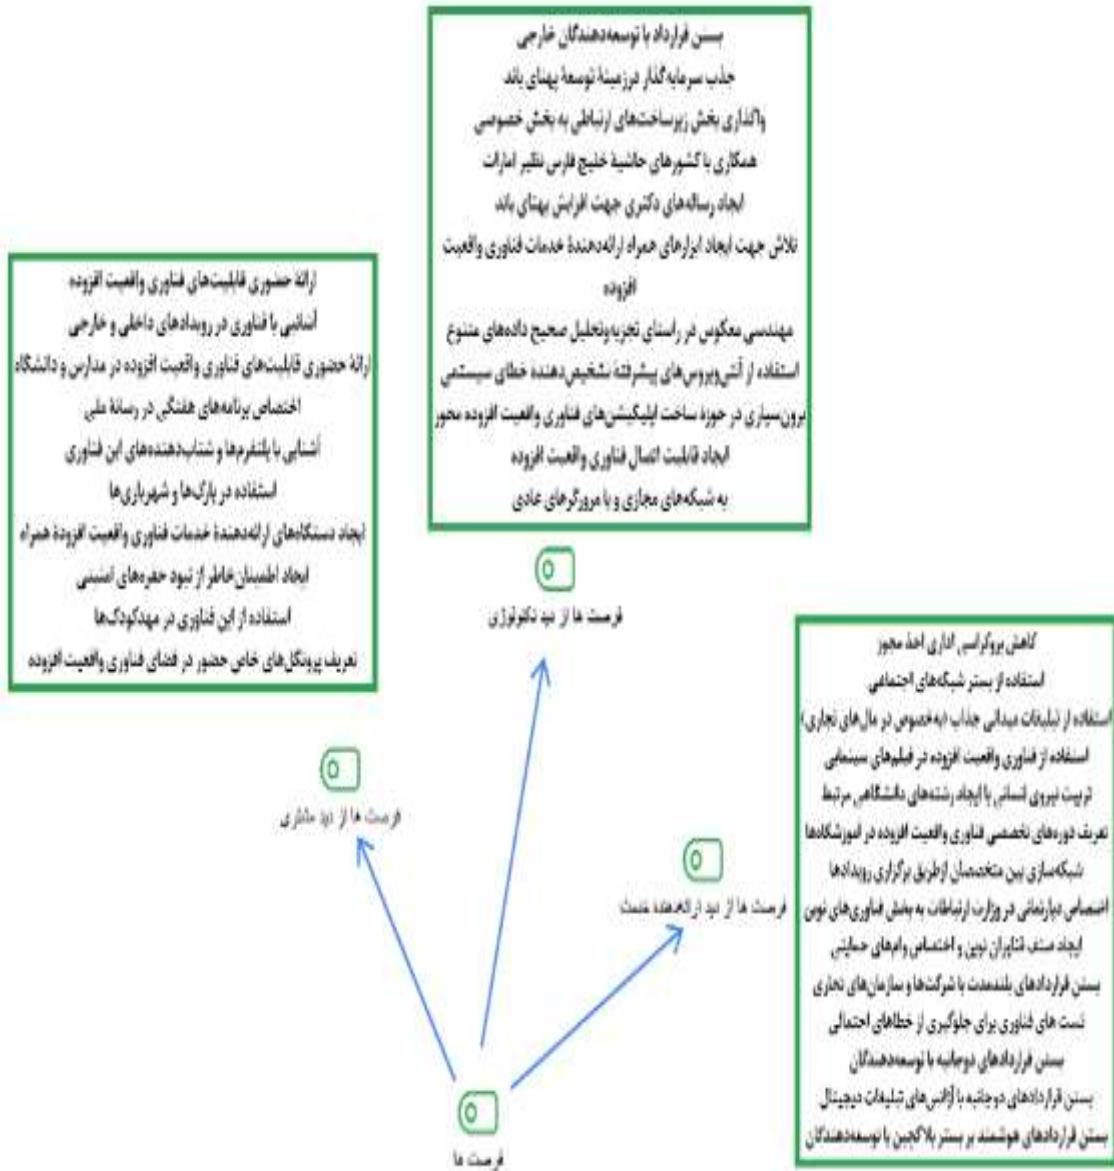 بستن قرارداد با توسعه‌دهندگان خارجی
جذب سرمایه‌گذار درزمینهٔ توسعهٔ پهنای باند
واگذاری بخش زیرساخت‌های ارتباطی به بخش خصوصی
همکاری با کشورهای حاشیهٔ خلیج فارس نظیر امارات
ایجاد رساله‌های دکتری جهت افزایش پهنای باند
تلاش جهت ایجاد ابزارهای همراه ارائه‌دهندهٔ خدمات فناوری واقعیت
افزوده
مهندسی معکوس در راستای تجزیه‌وتحلیل صحیح داده‌های متنوع
استفاده از آنتی‌ویروس‌های پیشرفتهٔ تشخیص‌دهندهٔ خطای سیستمی
برون‌سپاری در حوزه ساخت اپلیکیشن‌های فناوری واقعیت افزوده محور
ایجاد قابلیت اتصال فناوری واقعیت افزوده
به شبکه‌های مجازی و یا مرورگرهای عادی
فرصت ها از دید تکنولوژی
ارائهٔ حضوری قابلیت‌های فناوری واقعیت افزوده
آشنایی با فناوری در رویدادهای داخلی و خارجی
ارائهٔ حضوری قابلیت‌های فناوری واقعیت افزوده در مدارس و دانشگاه
اختصاص برنامه‌های هفتگی در رسانهٔ ملی
آشنایی با پلتفرم‌ها و شتاب‌دهنده‌های این فناوری
استفاده در پارک‌ها و شهربازی‌ها
ایجاد دستگاه‌های ارائه‌دهندهٔ خدمات فناوری واقعیت افزودهٔ همراه
ایجاد اطمینان‌خاطر از نبود حفره‌های امنیتی
استفاده از این فناوری در مهدکودک‌ها
تعریف پروتکل‌های خاص حضور در فضای فناوری واقعیت افزوده
فرصت ها از دید مشتری
کاهش بروکراسی اداری اخذ مجوز
استفاده از بستر شبکه‌های اجتماعی
استفاده از تبلیغات میدانی جذاب (به‌خصوص در مال‌های تجاری)
استفاده از فناوری واقعیت افزوده در فیلم‌های سینمایی
تربیت نیروی انسانی با ایجاد رشته‌های دانشگاهی مرتبط
تعریف دوره‌های تخصصی فناوری واقعیت افزوده در آموزشگاه‌ها
شبکه‌سازی بین متخصصان ازطریق برگزاری رویدادها
اختصاص دپارتمانی در وزارت ارتباطات به بخش فناوری‌های نوین
ایجاد صنف فناوران نوین و اختصاص وام‌های حمایتی
بستن قراردادهای بلندمدت با شرکت‌ها و سازمان‌های تجاری
تست های فناوری برای جلوگیری از خطاهای احتمالی
بستن قراردادهای دوجانبه با توسعه‌دهندگان
بستن قراردادهای دوجانبه با آژانس‌های تبلیغات دیجیتال
بستن قراردادهای هوشمند بر بستر بلاکچین با توسعه‌دهندگان
فرصت ها از دید ارائه‌دهنده خدمت
فرصت ها